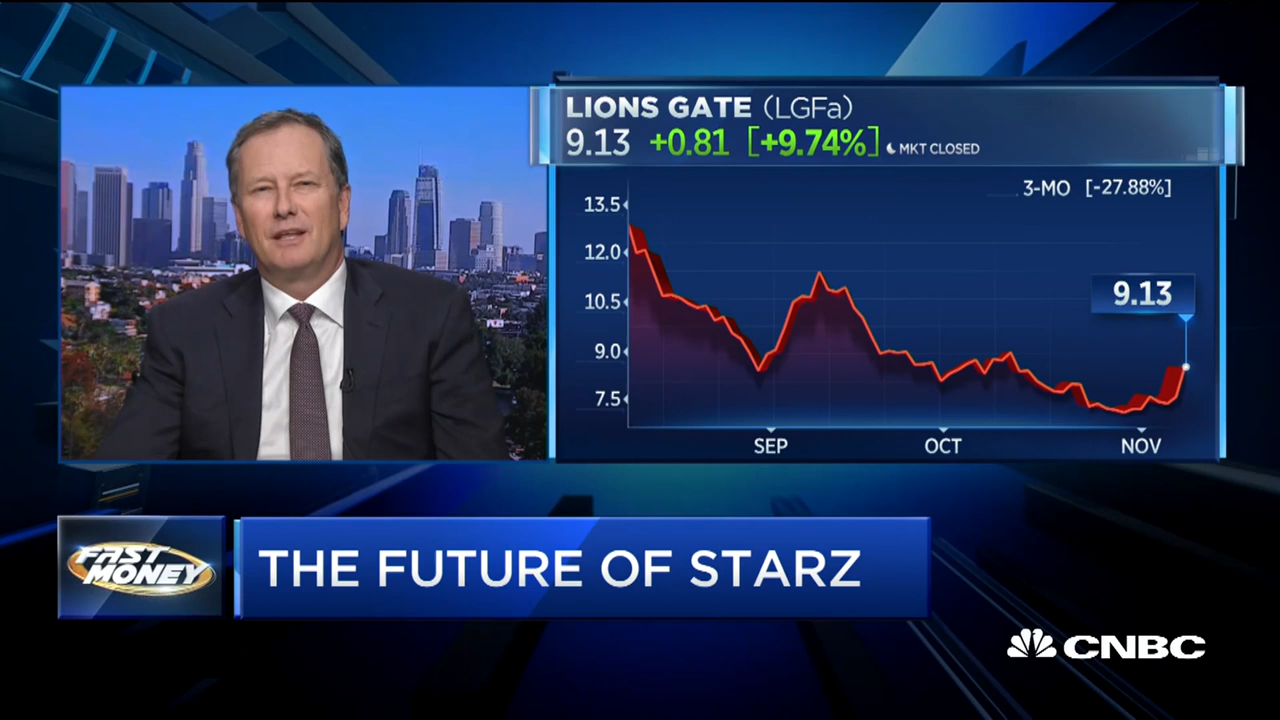 LIONS GATE (LGFa)
9.13 +0.81 [+9.74%] MKT CLOSED
3-MO [-27.88%]
13.5
12.0
10.5
9.0
7.5
9.13
SEP OCT NOV
FAST MONEY
THE FUTURE OF STARZ
CNBC